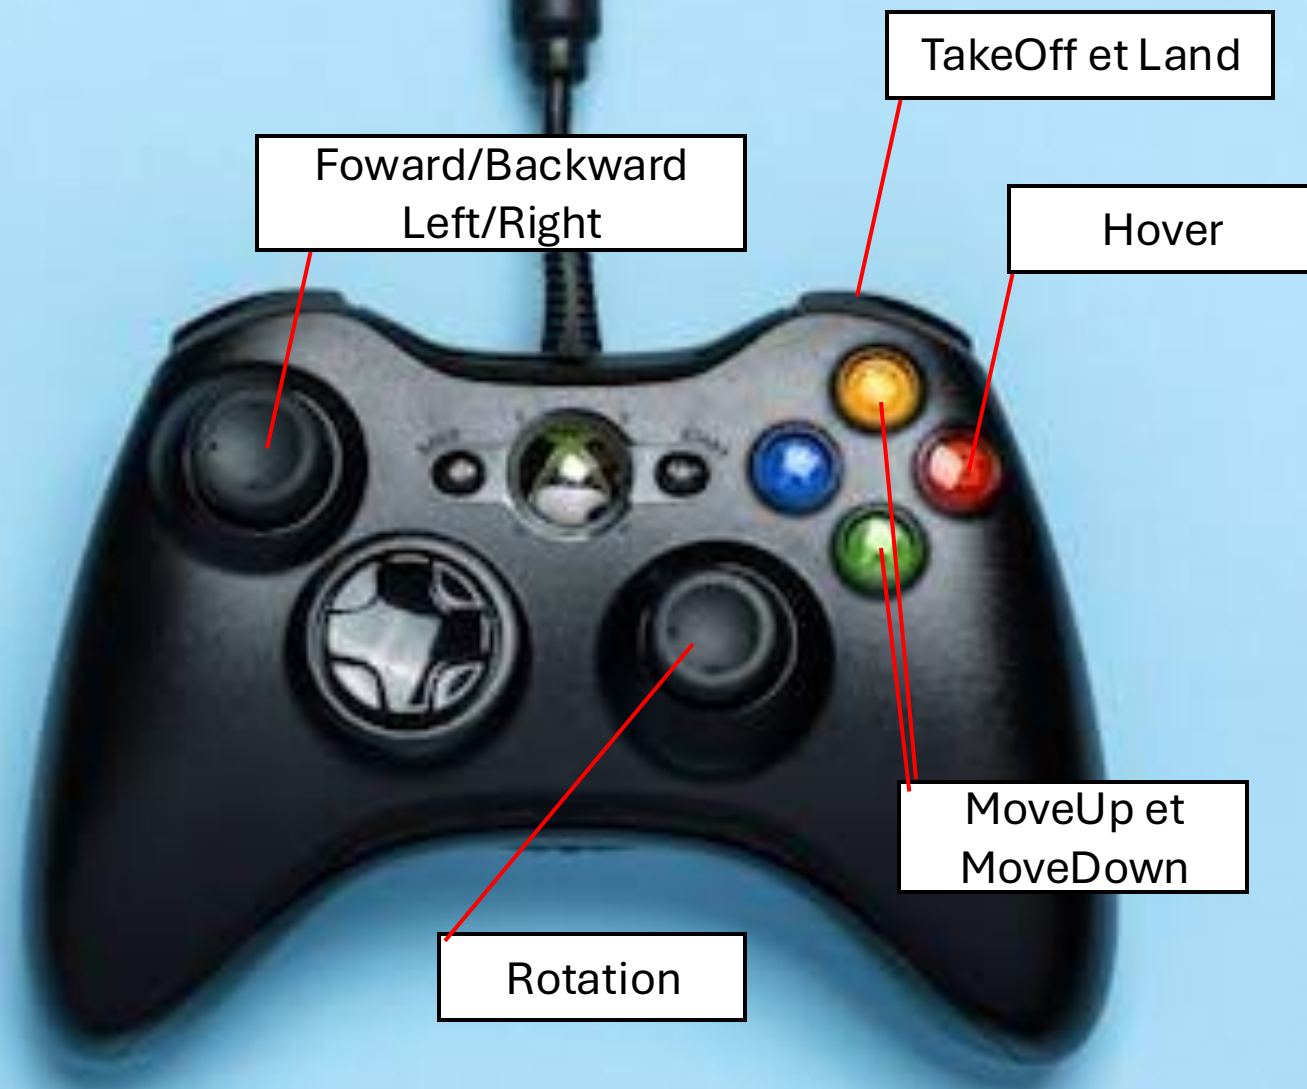 TakeOff et Land
Foward/Backward
Left/Right
Hover
MoveUp et
MoveDown
Rotation